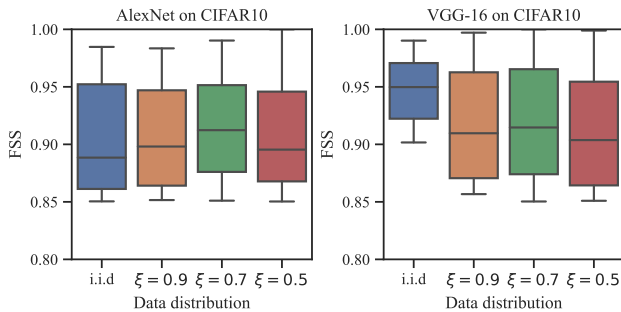 AlexNet on CIFAR10
1.00
0.95
0.90
0.85
0.80
FSS
i.i.d
ξ = 0.9
ξ = 0.7
ξ = 0.5
Data distribution
VGG-16 on CIFAR10
1.00
0.95
0.90
0.85
0.80
FSS
i.i.d
ξ = 0.9
ξ = 0.7
ξ = 0.5
Data distribution